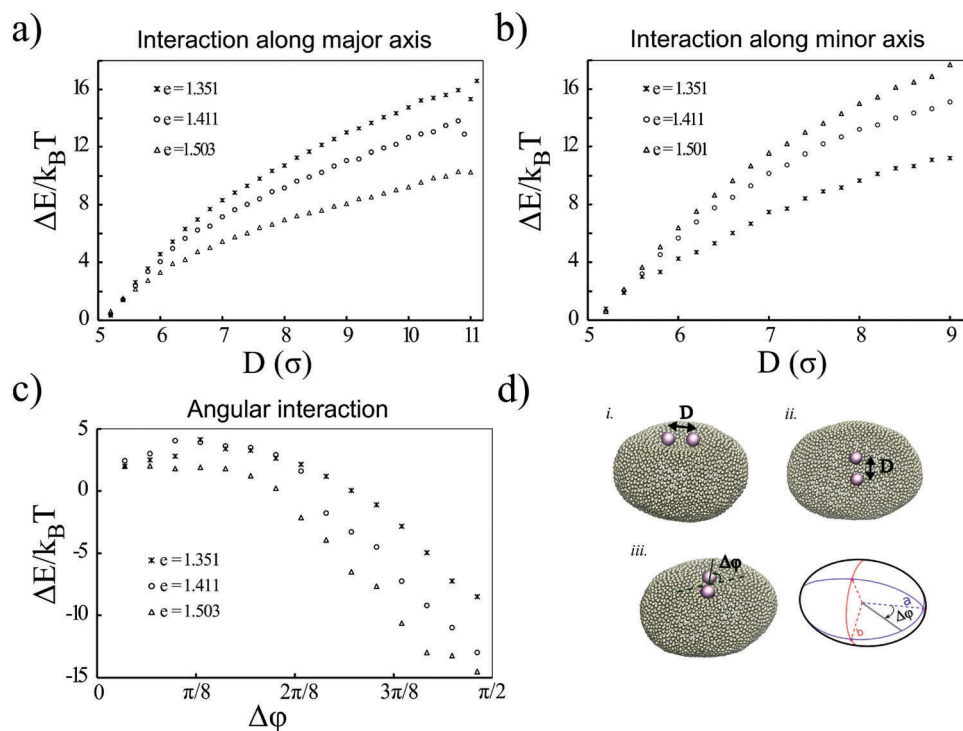 a)
Interaction along major axis
ΔE/k_BT
16
12
8
4
0
e=1.351
e=1.411
e=1.503
5 6 7 8 9 10 11
D (σ)
b)
Interaction along minor axis
ΔE/k_BT
16
12
8
4
0
e=1.351
e=1.411
e=1.501
5 6 7 8 9
D (σ)
c)
Angular interaction
ΔE/k_BT
5
0
-5
-10
-15
e=1.351
e=1.411
e=1.503
0 π/8 2π/8 3π/8 π/2
Δφ
d)
i.
D
ii.
D
iii.
Δφ
a
b
Δφ